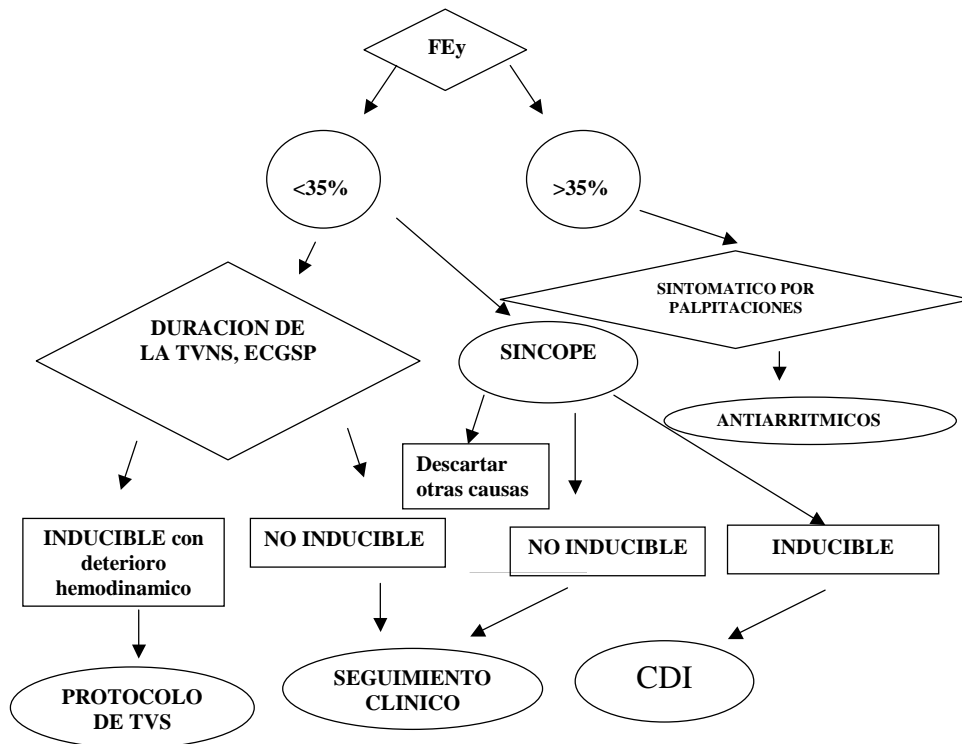 FEy
<35%
>35%
SINTOMATICO POR
PALPITACIONES
DURACION DE
LA TVNS, ECGSP
SINCOPE
ANTIARRITMICOS
Descartar
otras causas
INDUCIBLE con
deterioro
hemodinamico
NO INDUCIBLE
NO INDUCIBLE
INDUCIBLE
PROTOCOLO
DE TVS
SEGUIMIENTO
CLINICO
CDI